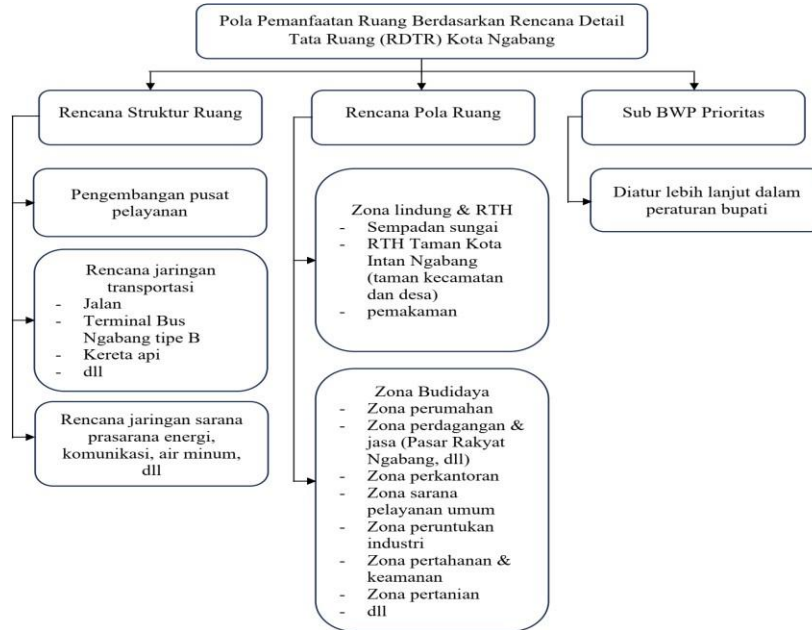 Pola Pemanfaatan Ruang Berdasarkan Rencana Detail
Tata Ruang (RDTR) Kota Ngabang
Rencana Struktur Ruang
Pengembangan pusat
pelayanan
Rencana jaringan
transportasi
- Jalan
- Terminal Bus
Ngabang tipe B
- Kereta api
- dll
Rencana jaringan sarana
prasarana energi,
komunikasi, air minum,
dll
Rencana Pola Ruang
Zona lindung & RTH
- Sempadan sungai
- RTH Taman Kota
Intan Ngabang
(taman kecamatan
dan desa)
- pemakaman
Zona Budidaya
- Zona perumahan
- Zona perdagangan &
jasa (Pasar Rakyat
Ngabang, dll)
- Zona perkantoran
- Zona sarana
pelayanan umum
- Zona peruntukan
industri
- Zona pertahanan &
keamanan
- Zona pertanian
- dll
Sub BWP Prioritas
Diatur lebih lanjut dalam
peraturan bupati